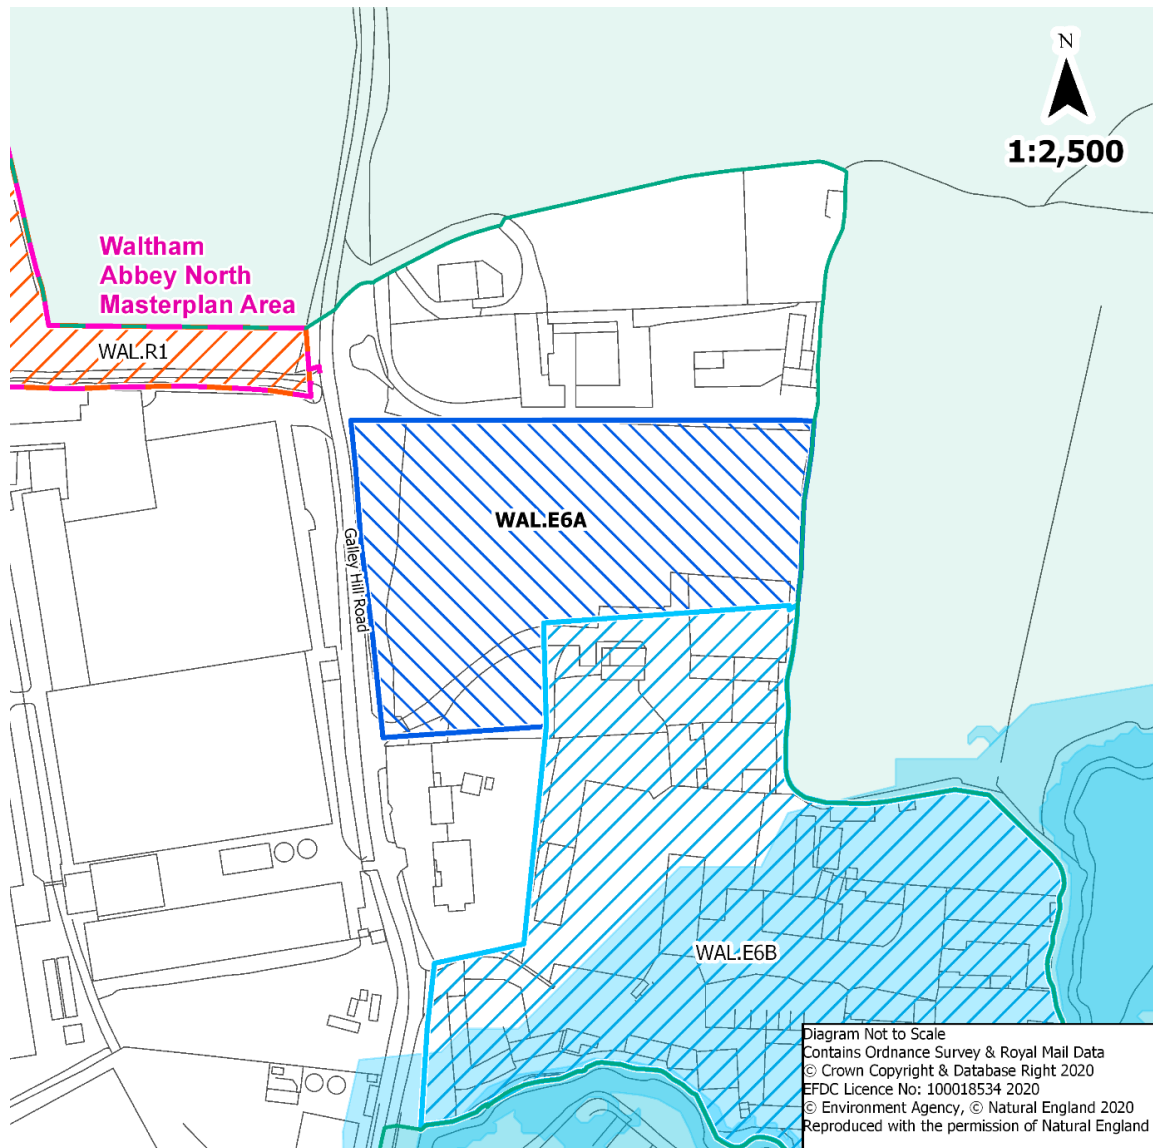 N
1:2,500
Waltham
Abbey North
Masterplan Area
WAL.R1
WAL.E6A
Galley Hill Road
WAL.E6B
Diagram Not to Scale
Contains Ordnance Survey & Royal Mail Data
© Crown Copyright & Database Right 2020
EFDC Licence No: 100018534 2020
© Environment Agency, © Natural England 2020
Reproduced with the permission of Natural England